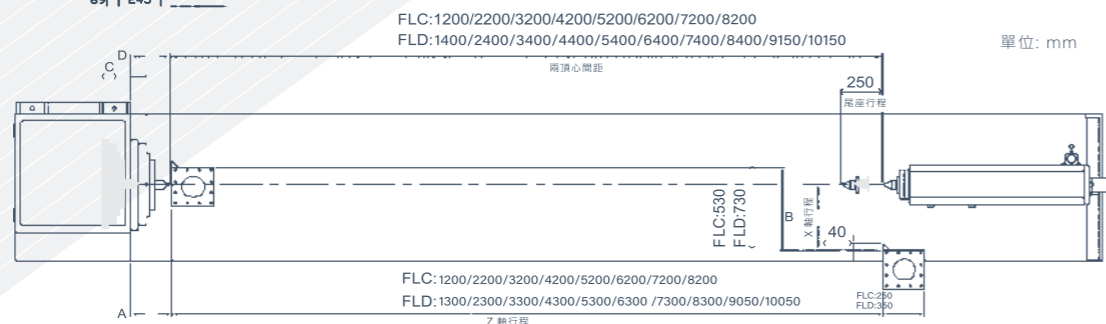 FLC:1200/2200/3200/4200/5200/6200/7200/8200
FLD:1400/2400/3400/4400/5400/6400/7400/8400/9150/10150
單位: mm
D
兩頂心間距
C
250
尾座行程
FLC:530
FLD:730
B
X 軸行程
40
FLC:1200/2200/3200/4200/5200/6200/7200/8200
FLD:1300/2300/3300/4300/5300/6300 /7300/8300/9050/10050
FLC:250
FLD:350
A
Z 軸行程